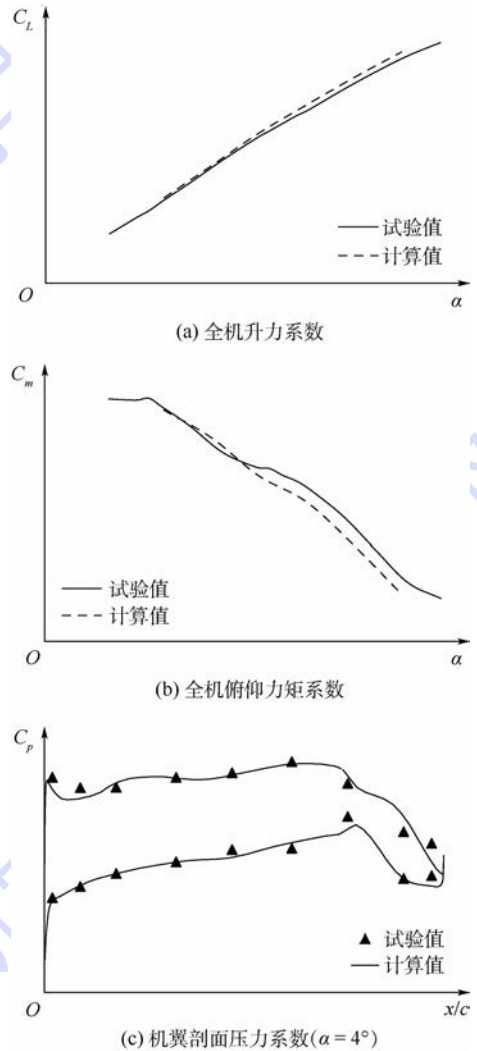 C_L
试验值
计算值
O
α
(a) 全机升力系数
C_m
试验值
计算值
O
α
(b) 全机俯仰力矩系数
C_p
试验值
计算值
O
x/c
(c) 机翼剖面压力系数(α = 4°)